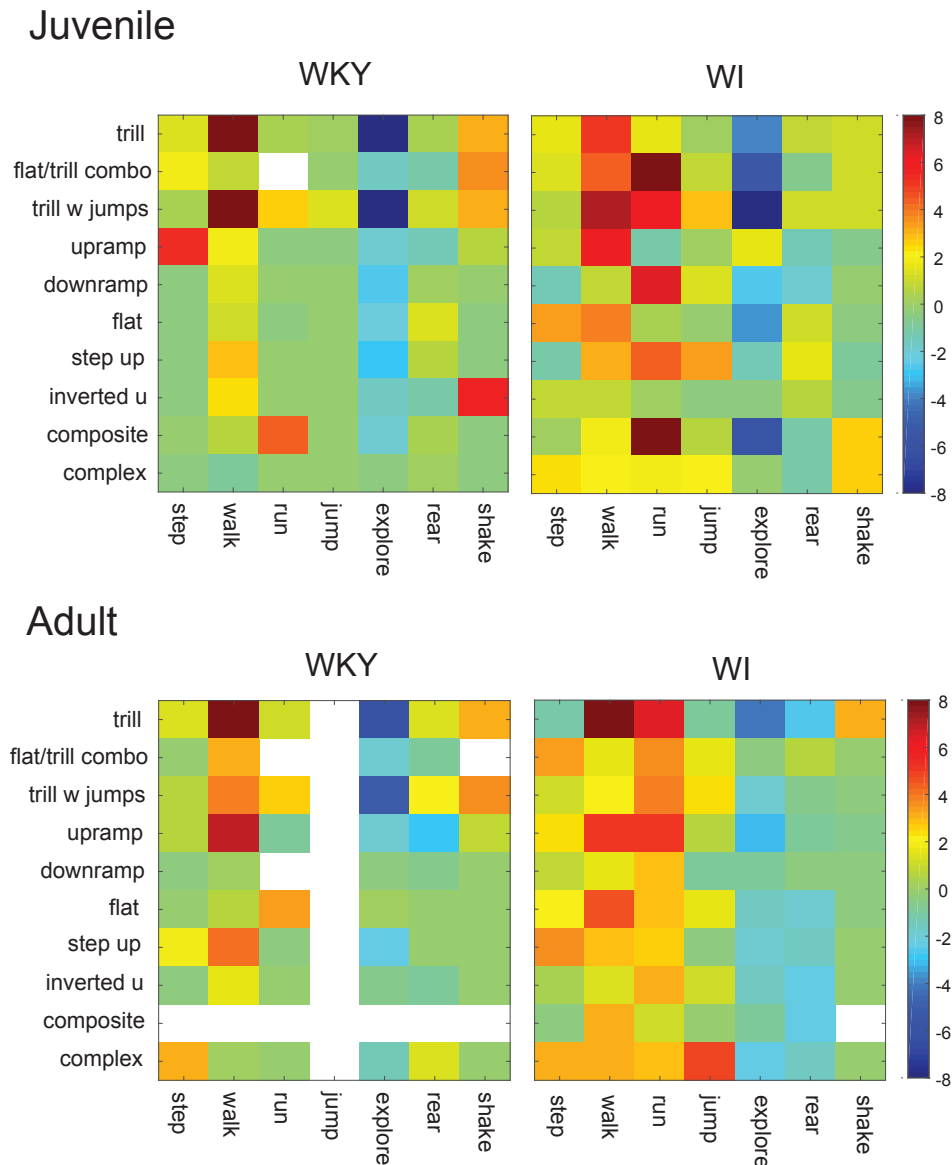 Juvenile
WKY WI
trill
flat/trill combo
trill w jumps
upramp
downramp
flat
step up
inverted u
composite
complex
8
6
4
2
0
-2
-4
-6
-8
step walk run jump explore rear shake step walk run jump explore rear shake
Adult
WKY WI
trill
flat/trill combo
trill w jumps
upramp
downramp
flat
step up
inverted u
composite
complex
8
6
4
2
0
-2
-4
-6
-8
step walk run jump explore rear shake step walk run jump explore rear shake